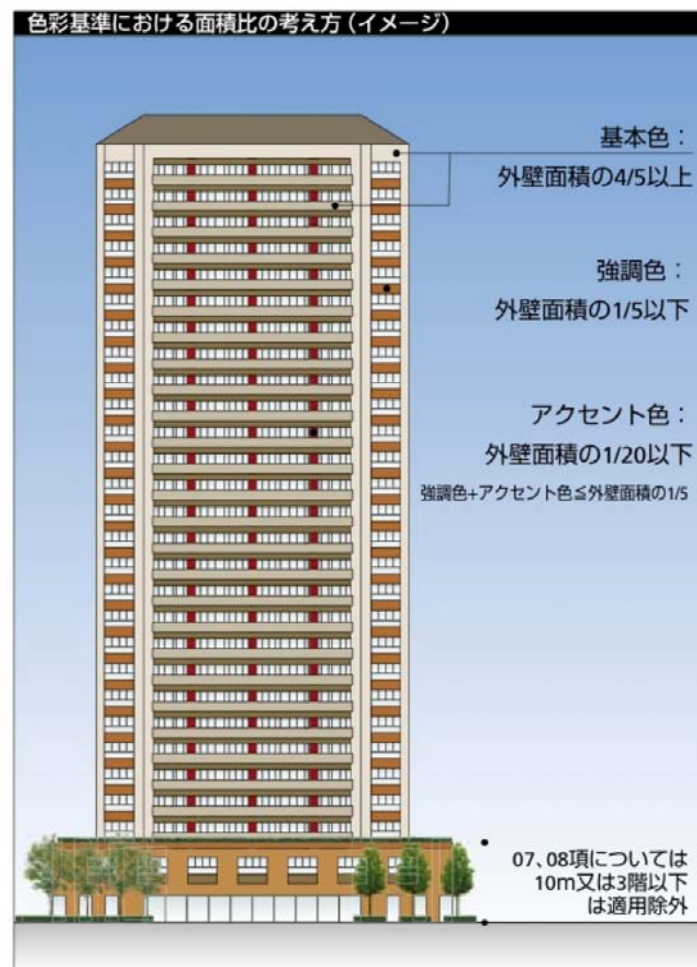 色彩基準における面積比の考え方(イメージ)
基本色:
外壁面積の4/5以上
強調色:
外壁面積の1/5以下
アクセント色:
外壁面積の1/20以下
強調色+アクセント色≦外壁面積の1/5
07、08項については
10m又は3階以下
は適用除外